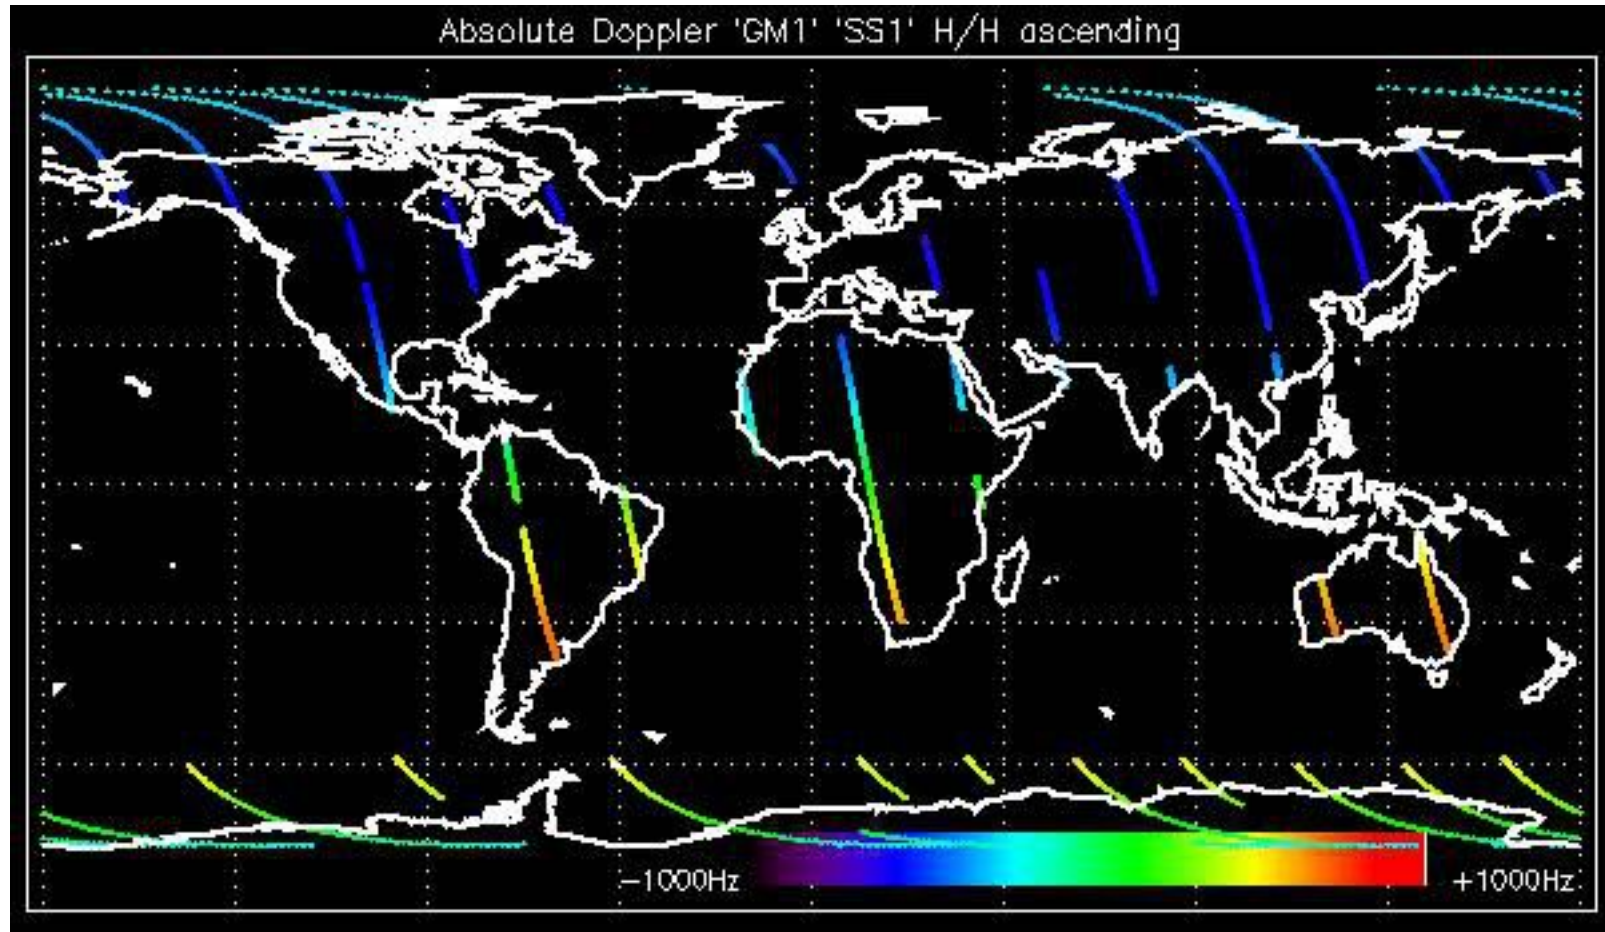 Absolute Doppler 'GM1' 'SS1' H/H ascending
−1000Hz
+1000Hz